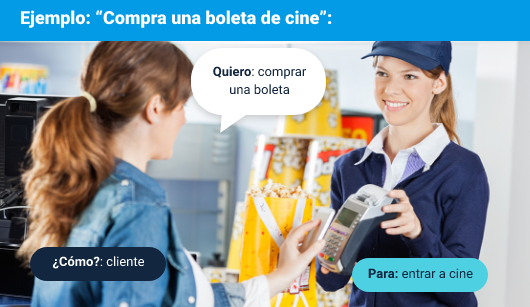 Ejemplo: “Compra una boleta de cine”:
Quiero: comprar
una boleta
¿Cómo?: cliente
Para: entrar a cine